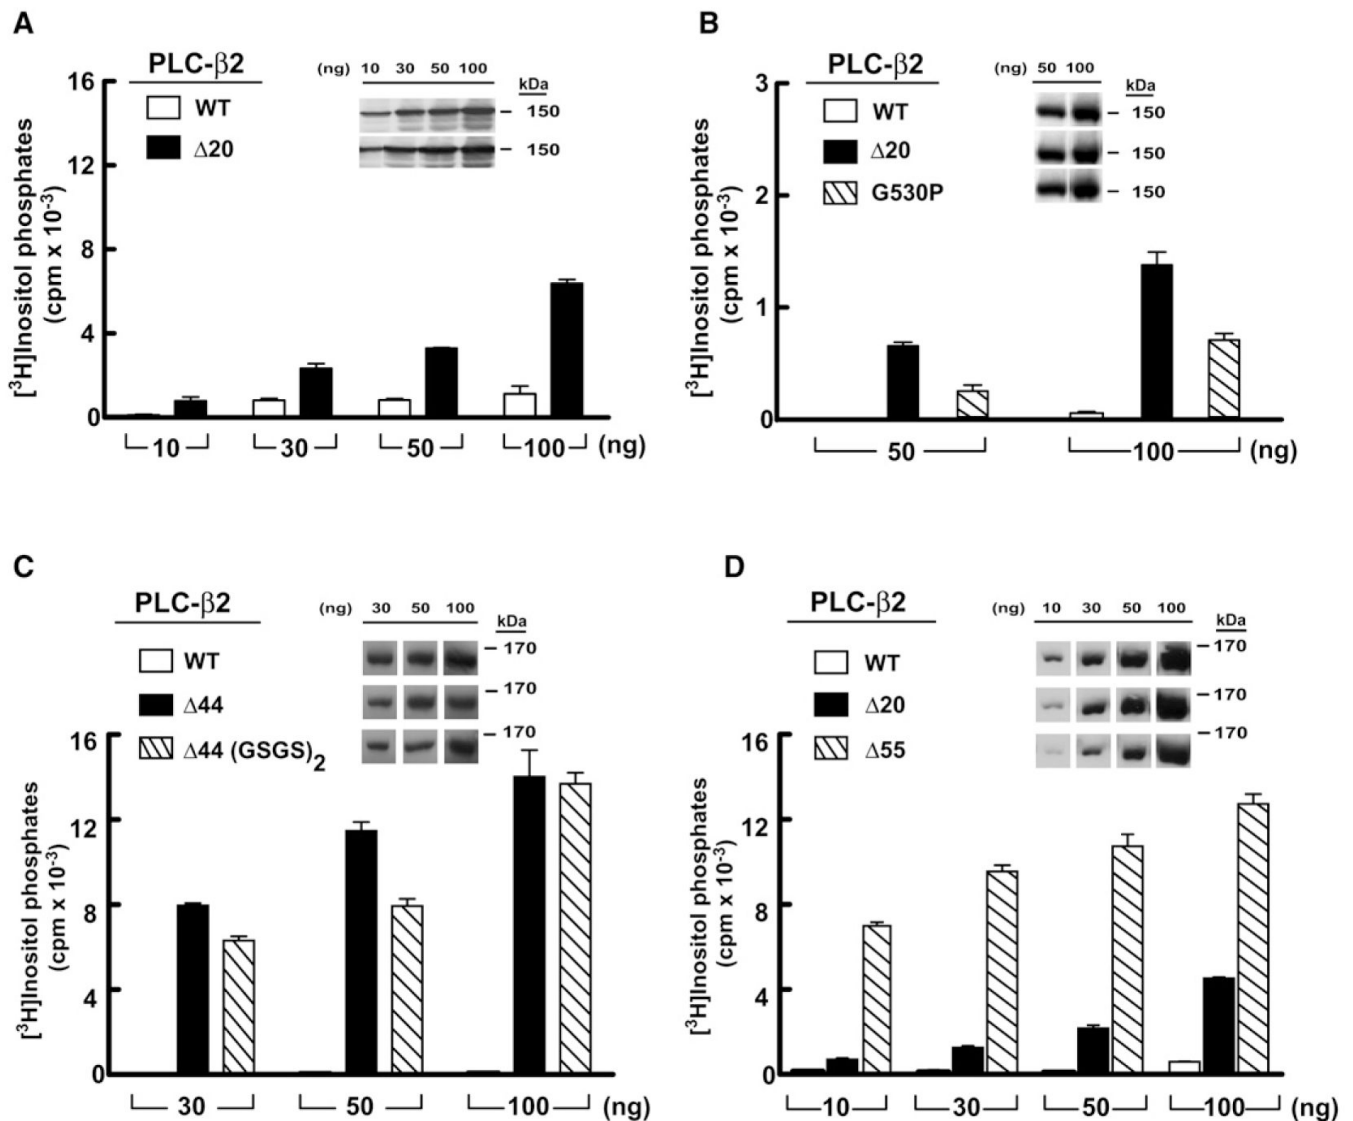 A
PLC-β2
WT
Δ20
(ng) 10 30 50 100
kDa
150
150
[³H]Inositol phosphates
(cpm x 10⁻³)
16
12
8
4
0
10 30 50 100 (ng)
B
PLC-β2
WT
Δ20
G530P
(ng) 50 100
kDa
150
150
150
[³H]Inositol phosphates
(cpm x 10⁻³)
3
2
1
0
50 100 (ng)
C
PLC-β2
WT
Δ44
Δ44 (GSGS)₂
(ng) 30 50 100
kDa
170
170
170
[³H]Inositol phosphates
(cpm x 10⁻³)
16
12
8
4
0
30 50 100 (ng)
D
PLC-β2
WT
Δ20
Δ55
(ng) 10 30 50 100
kDa
170
170
170
[³H]Inositol phosphates
(cpm x 10⁻³)
16
12
8
4
0
10 30 50 100 (ng)